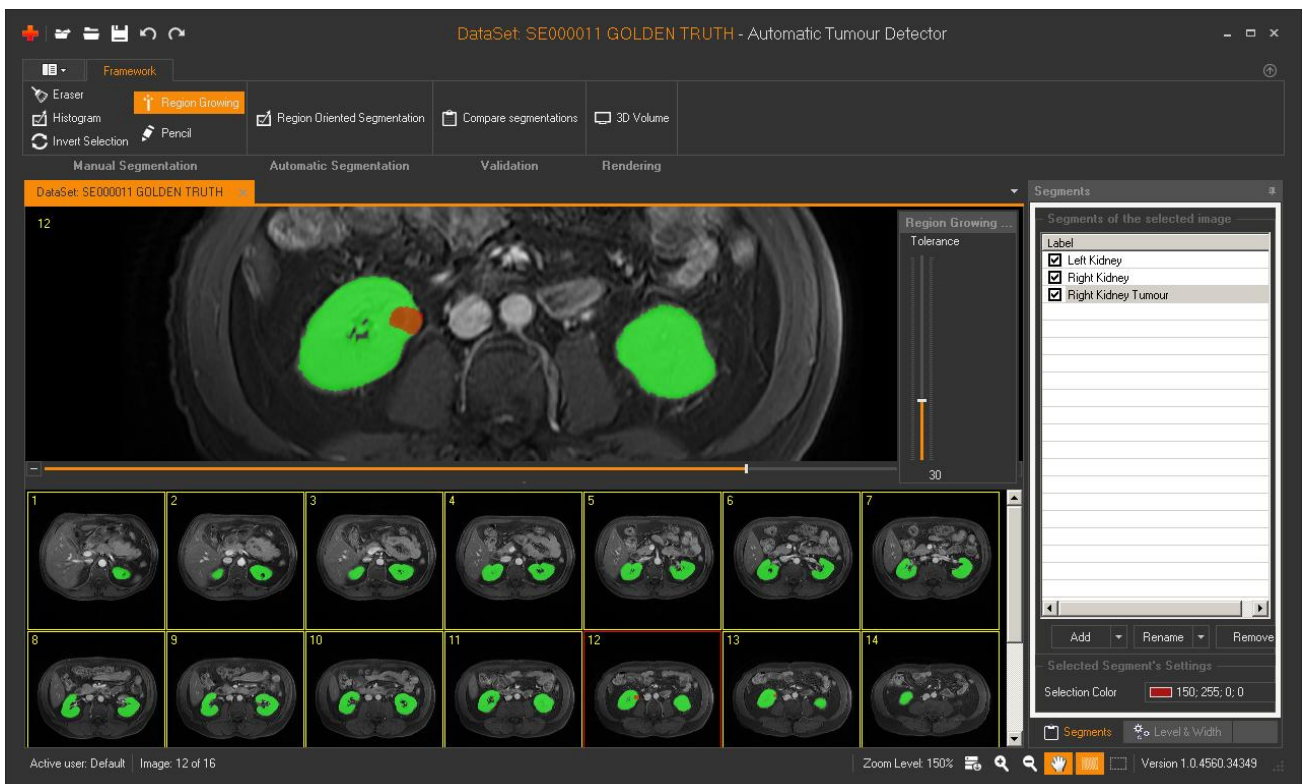 DataSet: SE000011 GOLDEN TRUTH - Automatic Tumour Detector
Framework
Eraser
Histogram
Invert Selection
Region Growing
Pencil
Manual Segmentation
Region Oriented Segmentation
Automatic Segmentation
Compare segmentations
Validation
3D Volume
Rendering
DataSet: SE000011 GOLDEN TRUTH
12
Region Growing ...
Tolerance
30
1
2
3
4
5
6
7
8
9
10
11
12
13
14
Segments
Segments of the selected image
Label
Left Kidney
Right Kidney
Right Kidney Tumour
Add
Rename
Remove
Selected Segment's Settings
Selection Color
150; 255; 0; 0
Segments
Level & Width
Active user: Default
Image: 12 of 16
Zoom Level: 150%
Version 1.0.4560.34349